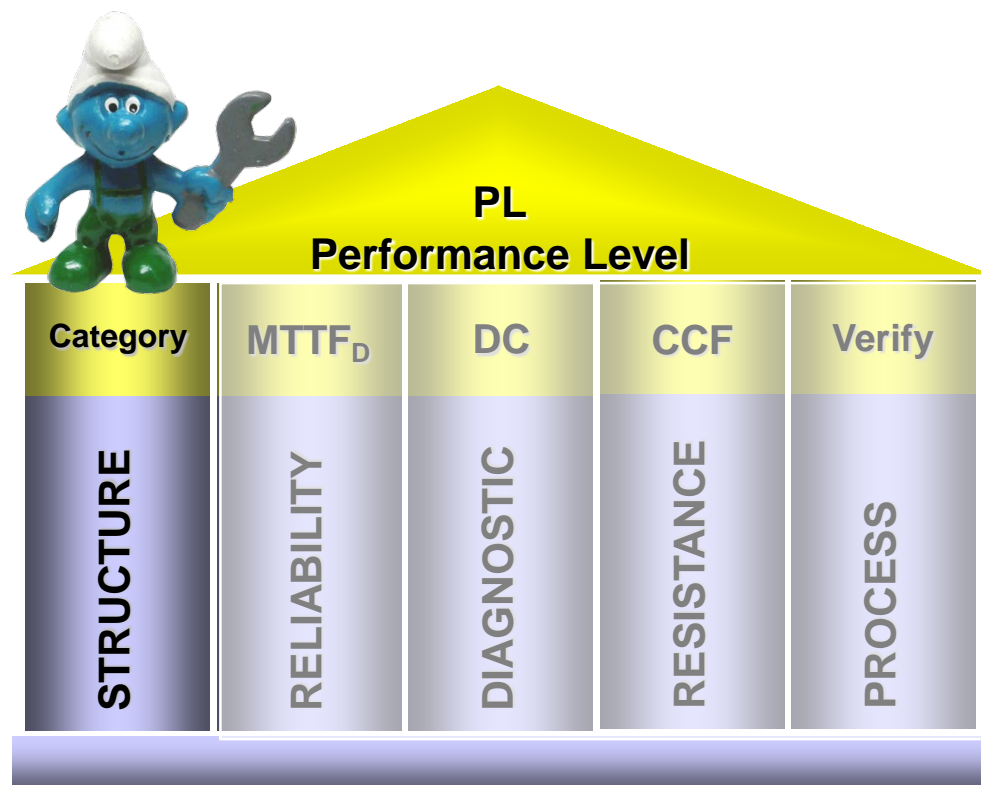 PL
Performance Level
Category
MTTFD
DC
CCF
Verify
STRUCTURE
RELIABILITY
DIAGNOSTIC
RESISTANCE
PROCESS